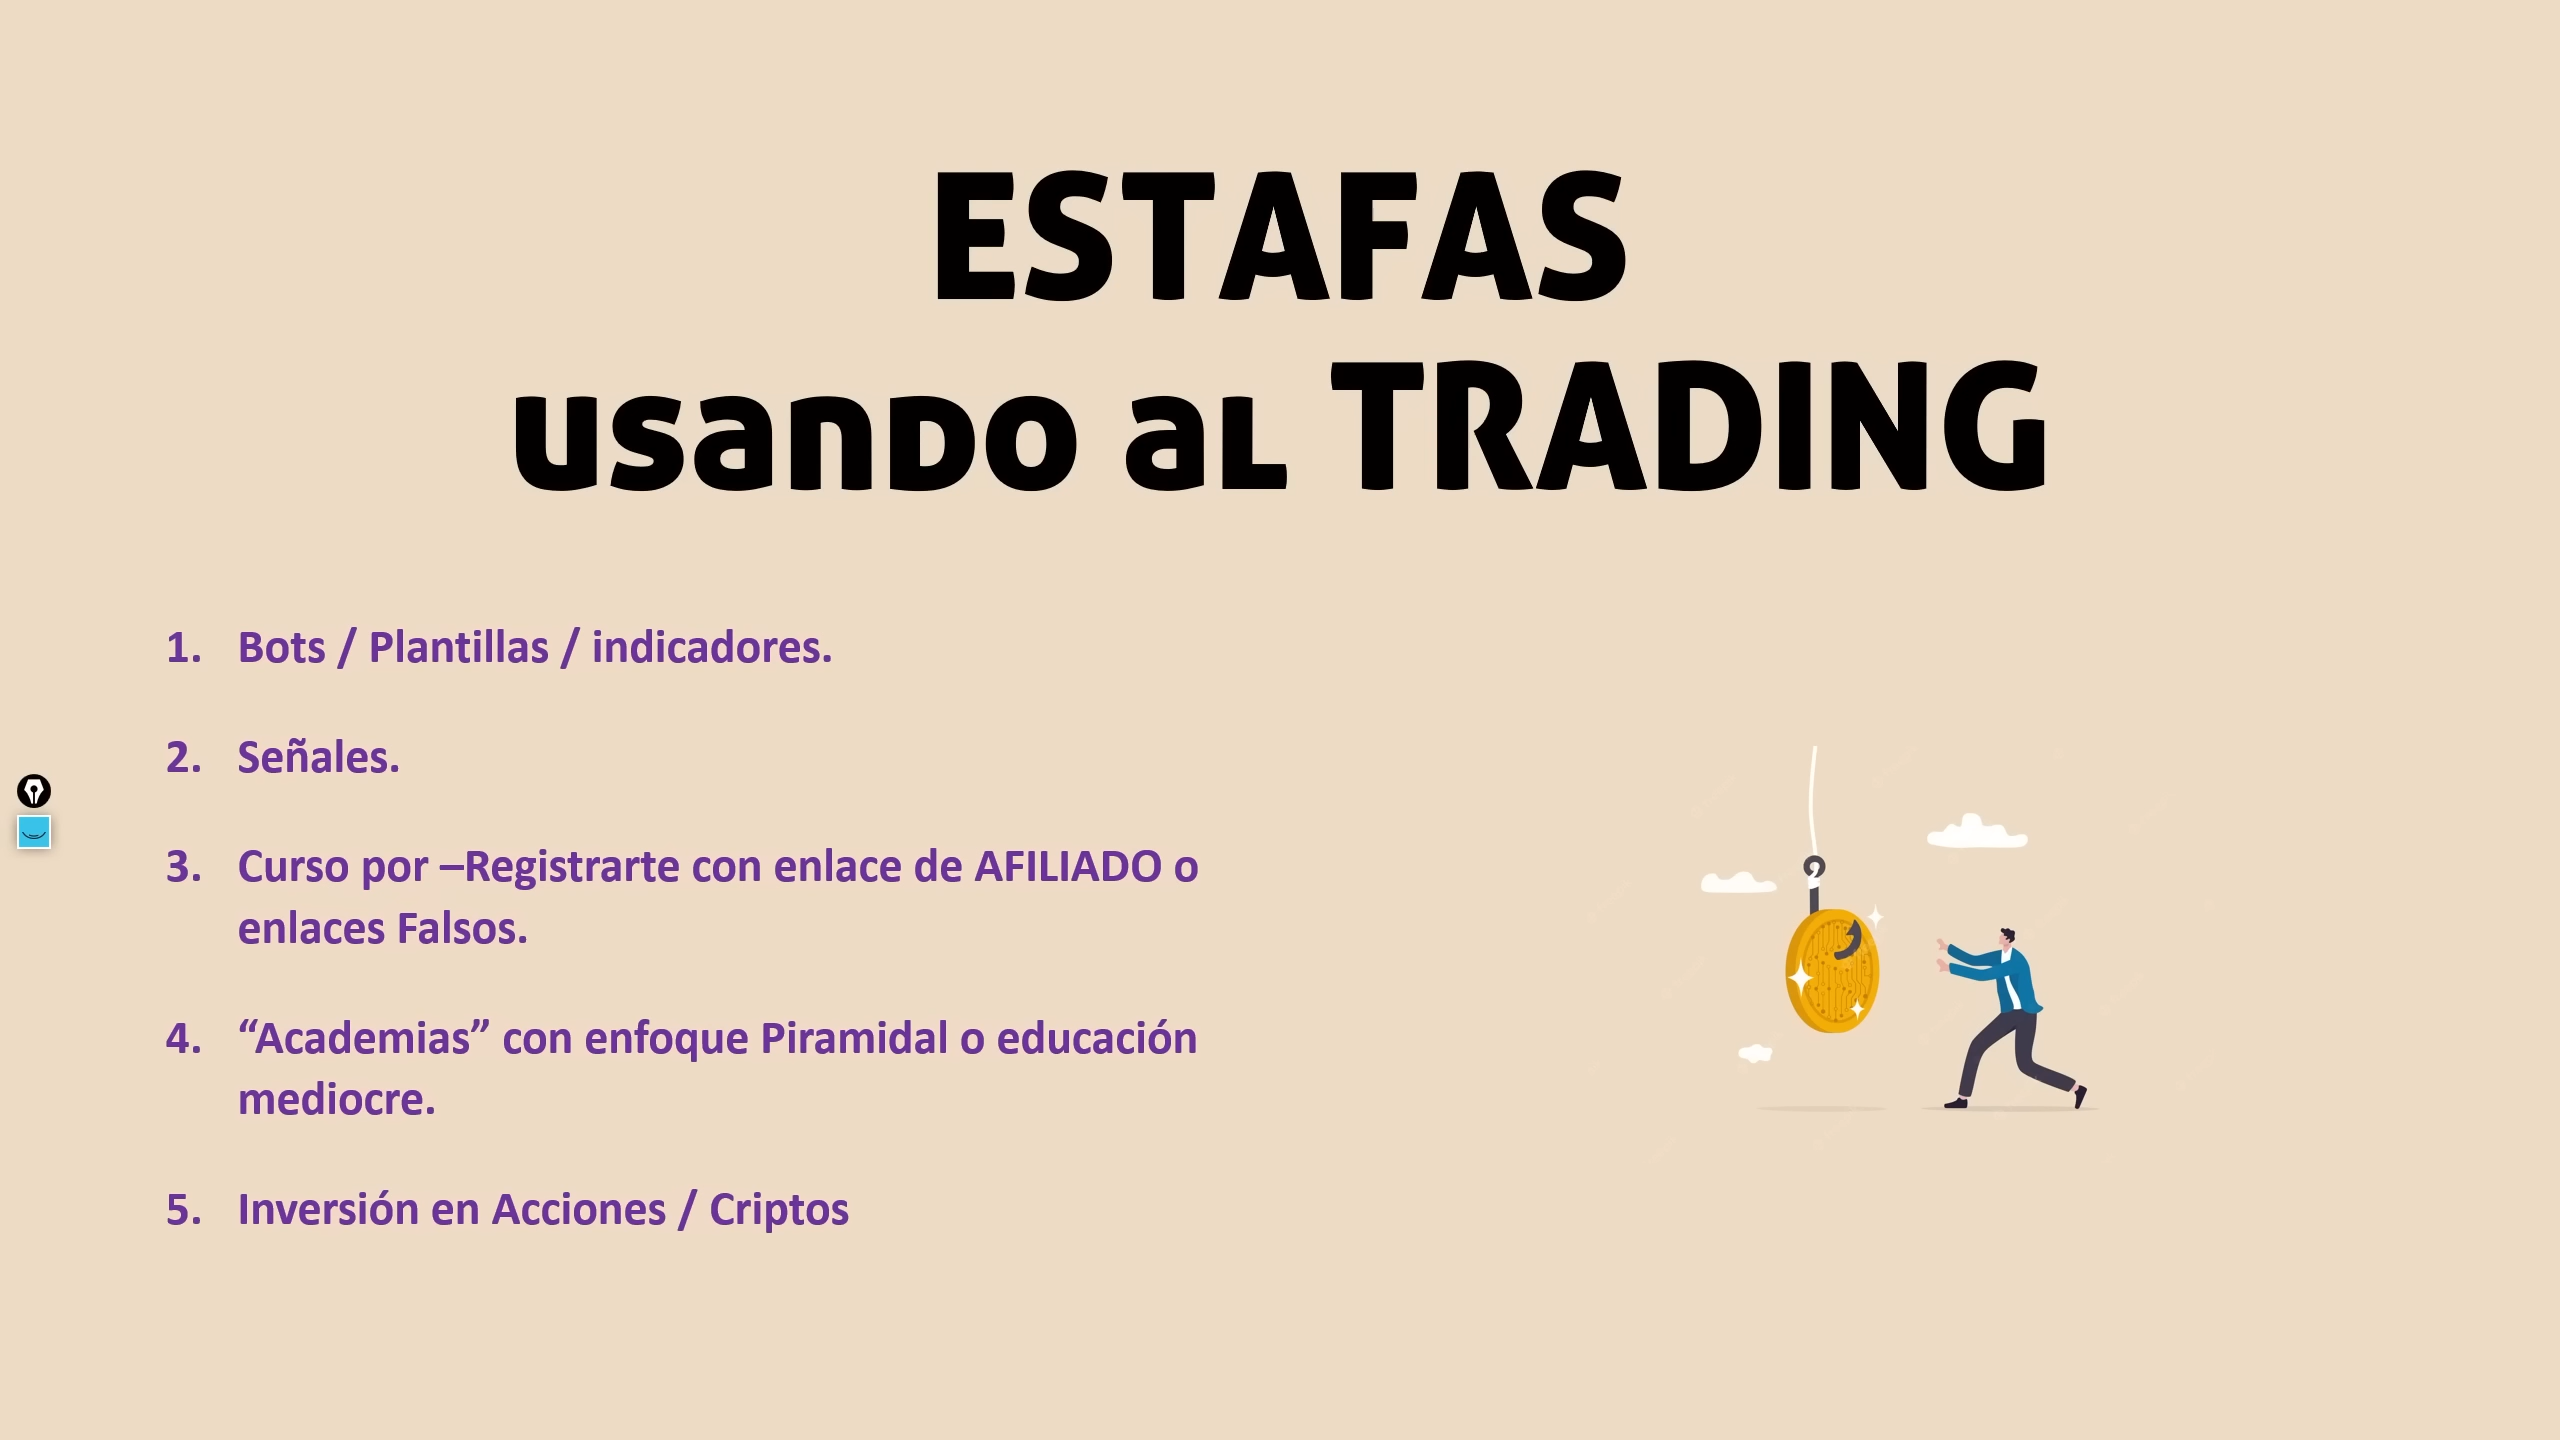 ESTAFAS
usando al TRADING
1. Bots / Plantillas / indicadores.
2. Señales.
3. Curso por –Registrarte con enlace de AFILIADO o
enlaces Falsos.
4. “Academias” con enfoque Piramidal o educación
mediocre.
5. Inversión en Acciones / Criptos